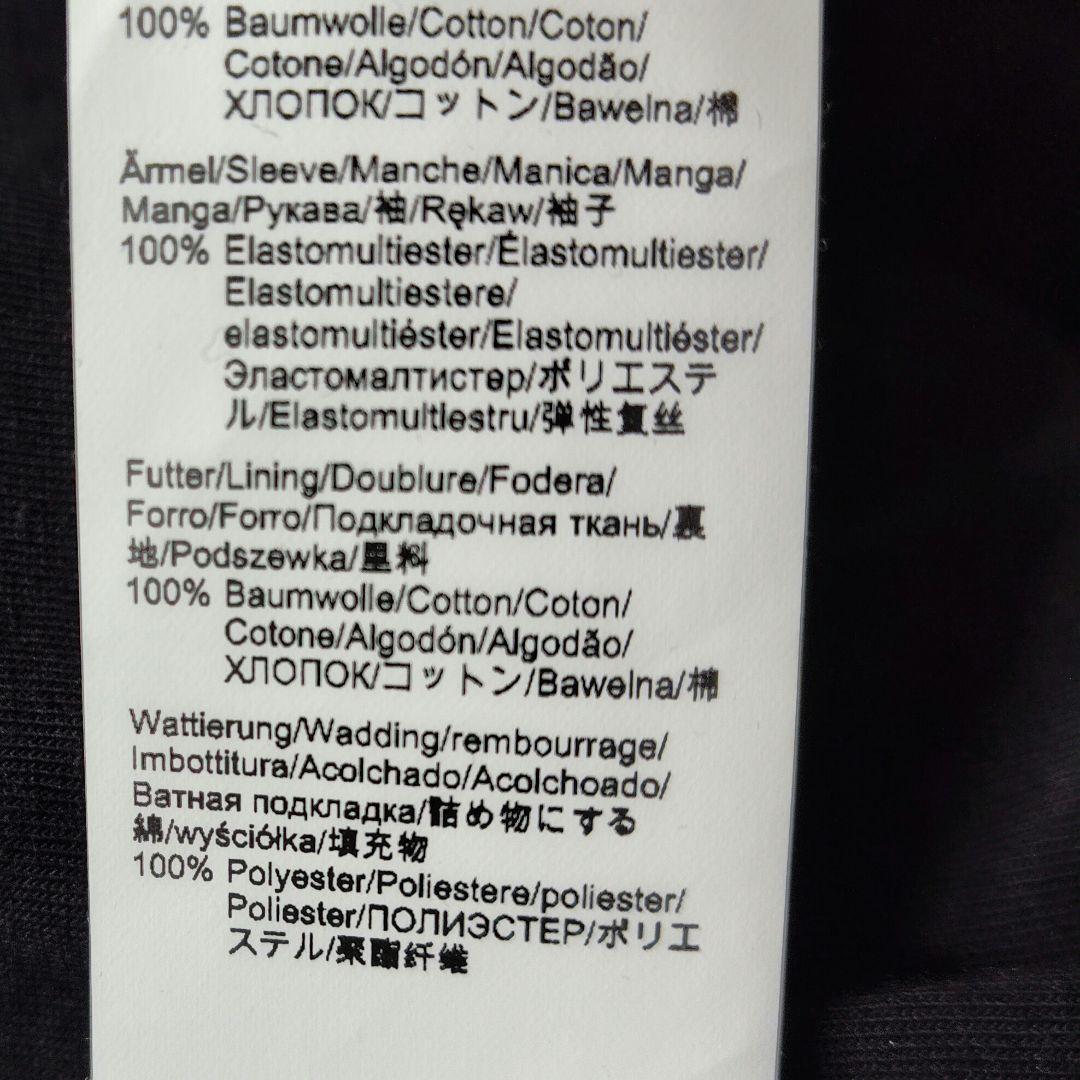 100% Baumwolle/Cotton/Coton/
Cotone/Algodón/Algodão/
ХЛОПОК/コットン/Bawełna/棉
Ärmel/Sleeve/Manche/Manica/Manga/
Manga/Рукава/袖/Rękaw/袖子
100% Elastomultiester/Élastomultiester/
Elastomultiestere/
elastomultiéster/Elastomultiéster/
Эластомалтистер/ポリエステ
ル/Elastomultiestru/弹性复丝
Futter/Lining/Doublure/Fodera/
Forro/Forro/Подкладочная ткань/裏
地/Podszewka/里料
100% Baumwolle/Cotton/Coton/
Cotone/Algodón/Algodão/
ХЛОПОК/コットン/Bawełna/棉
Wattierung/Wadding/rembourrage/
Imbottitura/Acolchado/Acolchoado/
Ватная подкладка/詰め物にする
綿/wyściółka/填充物
100% Polyester/Poliestere/poliester/
Poliester/ПОЛИЭСТЕР/ポリエ
ステル/聚酯纤维